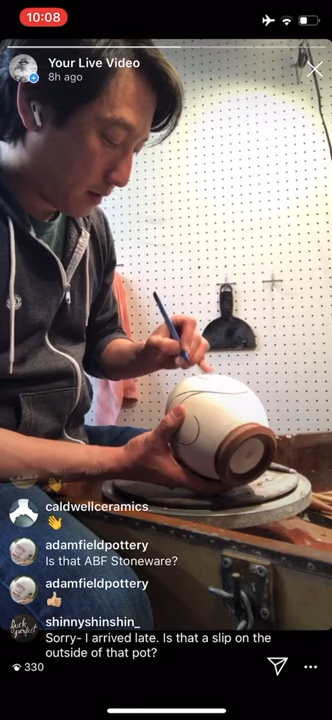 10:08
Your Live Video
8h ago
caldwellceramics
adamfieldpottery
Is that ABF Stoneware?
adamfieldpottery
shinnyshinshin_
Sorry- I arrived late. Is that a slip on the
outside of that pot?
330